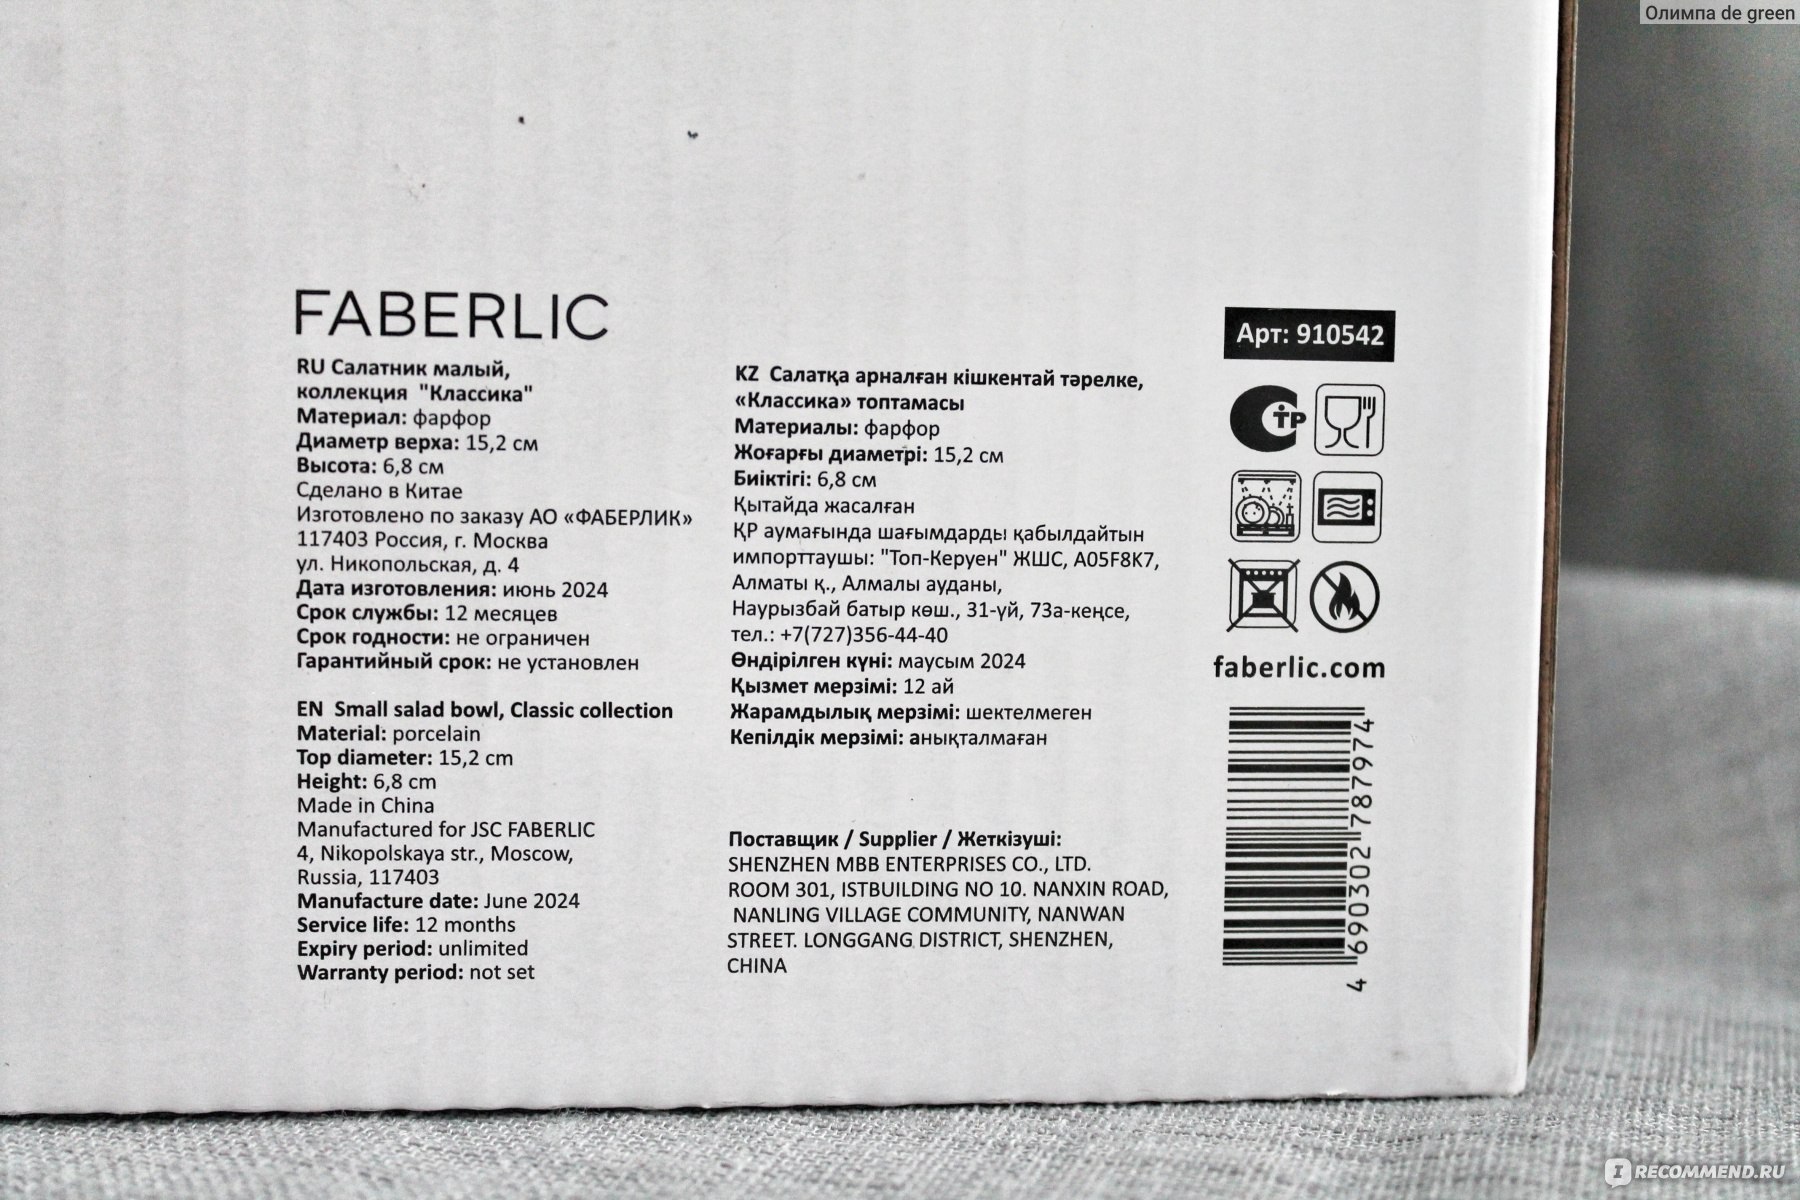 Олимпа de green
FABERLIC
RU Салатник малый,
коллекция "Классика"
Материал: фарфор
Диаметр верха: 15,2 см
Высота: 6,8 см
Сделано в Китае
Изготовлено по заказу АО «ФАБЕРЛИК»
117403 Россия, г. Москва
ул. Никопольская, д. 4
Дата изготовления: июнь 2024
Срок службы: 12 месяцев
Срок годности: не ограничен
Гарантийный срок: не установлен
EN Small salad bowl, Classic collection
Material: porcelain
Top diameter: 15,2 cm
Height: 6,8 cm
Made in China
Manufactured for JSC FABERLIC
4, Nikopolskaya str., Moscow,
Russia, 117403
Manufacture date: June 2024
Service life: 12 months
Expiry period: unlimited
Warranty period: not set
KZ Салатқа арналған кішкентай тәрелке,
«Классика» топтамасы
Материалы: фарфор
Жоғарғы диаметрі: 15,2 см
Биіктігі: 6,8 см
Қытайда жасалған
ҚР аумағында шағымдарды қабылдайтын
импорттаушы: "Топ-Керуен" ЖШС, A05F8K7,
Алматы қ., Алмалы ауданы,
Наурызбай батыр көш., 31-үй, 73а-кеңсе,
тел.: +7(727)356-44-40
Өндірілген күні: маусым 2024
Қызмет мерзімі: 12 ай
Жарамдылық мерзімі: шектелмеген
Кепілдік мерзімі: анықталмаған
Поставщик / Supplier / Жеткізуші:
SHENZHEN MBB ENTERPRISES CO., LTD.
ROOM 301, ISTBUILDING NO 10. NANXIN ROAD,
NANLING VILLAGE COMMUNITY, NANWAN
STREET. LONGGANG DISTRICT, SHENZHEN,
CHINA
Арт: 910542
СТР
faberlic.com
4 690302 787974
IRECOMMEND.RU